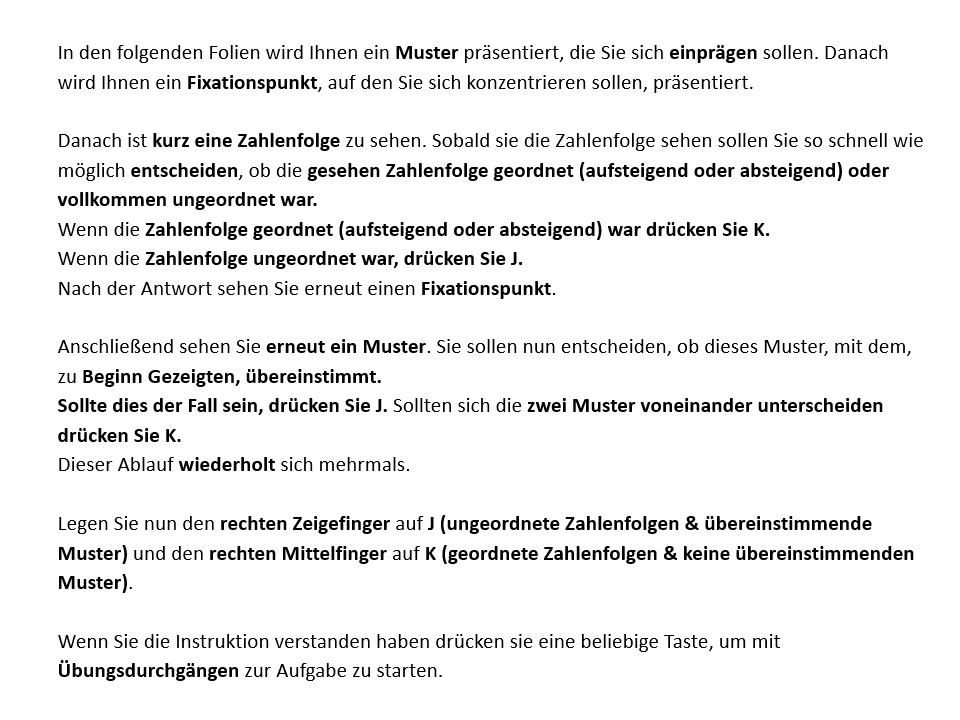 In den folgenden Folien wird Ihnen ein Muster präsentiert, die Sie sich einprägen sollen. Danach
wird Ihnen ein Fixationspunkt, auf den Sie sich konzentrieren sollen, präsentiert.
Danach ist kurz eine Zahlenfolge zu sehen. Sobald sie die Zahlenfolge sehen sollen Sie so schnell wie
möglich entscheiden, ob die gesehen Zahlenfolge geordnet (aufsteigend oder absteigend) oder
vollkommen ungeordnet war.
Wenn die Zahlenfolge geordnet (aufsteigend oder absteigend) war drücken Sie K.
Wenn die Zahlenfolge ungeordnet war, drücken Sie J.
Nach der Antwort sehen Sie erneut einen Fixationspunkt.
Anschließend sehen Sie erneut ein Muster. Sie sollen nun entscheiden, ob dieses Muster, mit dem,
zu Beginn Gezeigten, übereinstimmt.
Sollte dies der Fall sein, drücken Sie J. Sollten sich die zwei Muster voneinander unterscheiden
drücken Sie K.
Dieser Ablauf wiederholt sich mehrmals.
Legen Sie nun den rechten Zeigefinger auf J (ungeordnete Zahlenfolgen & übereinstimmende
Muster) und den rechten Mittelfinger auf K (geordnete Zahlenfolgen & keine übereinstimmenden
Muster).
Wenn Sie die Instruktion verstanden haben drücken sie eine beliebige Taste, um mit
Übungsdurchgängen zur Aufgabe zu starten.